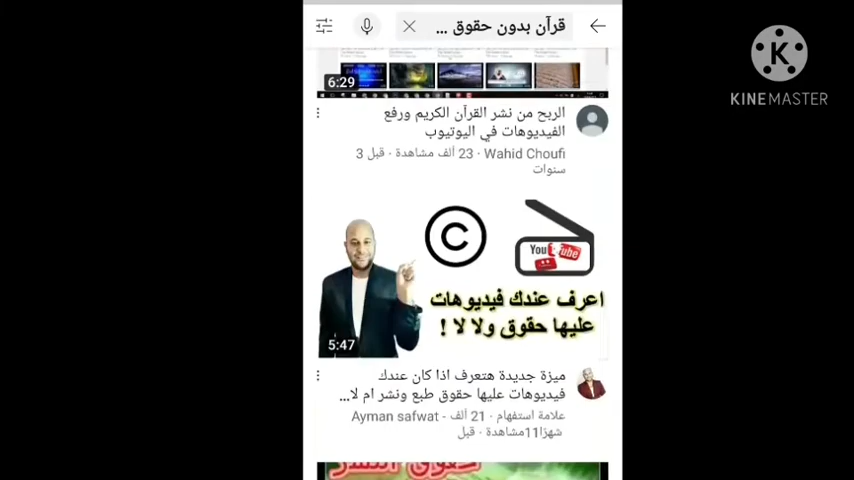 قرآن بدون حقوق ...
6:29
الربح من نشر القرآن الكريم ورفع
الفيديوهات في اليوتيوب
Wahid Choufi · 23 ألف مشاهدة · قبل 3
سنوات
©
You Tube
اعرف عندك فيديوهات
عليها حقوق ولا لا !
5:47
ميزة جديدة هتعرف اذا كان عندك
فيديوهات عليها حقوق طبع ونشر ام لا...
علامة استفهام - Ayman safwat · 21 ألف
مشاهدة · قبل 11 شهرًا
حقوق النشر
K
KINEMASTER